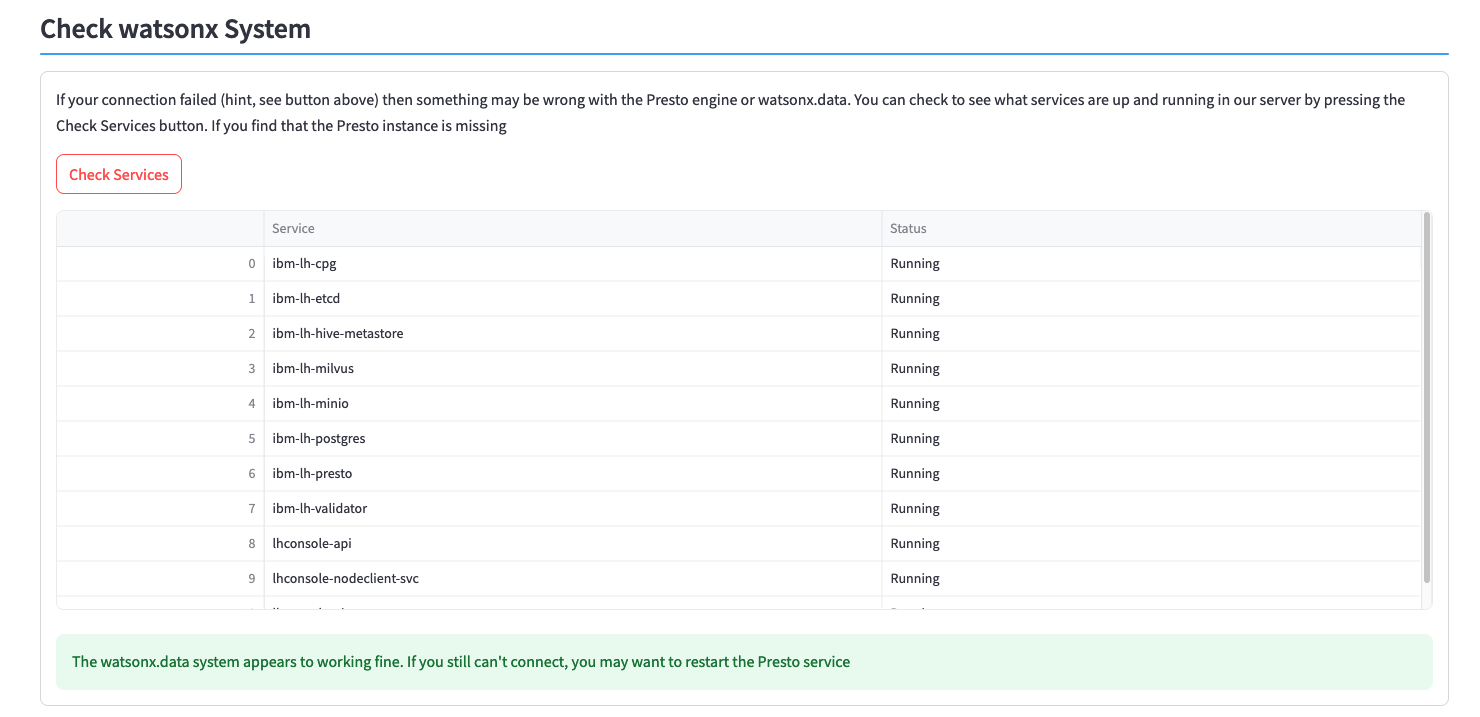 Check watsonx System
If your connection failed (hint, see button above) then something may be wrong with the Presto engine or watsonx.data. You can check to see what services are up and running in our server by pressing the
Check Services button. If you find that the Presto instance is missing
Check Services
Service Status
0 ibm-lh-cpg Running
1 ibm-lh-etcd Running
2 ibm-lh-hive-metastore Running
3 ibm-lh-milvus Running
4 ibm-lh-minio Running
5 ibm-lh-postgres Running
6 ibm-lh-presto Running
7 ibm-lh-validator Running
8 lhconsole-api Running
9 lhconsole-nodeclient-svc Running
The watsonx.data system appears to working fine. If you still can't connect, you may want to restart the Presto service